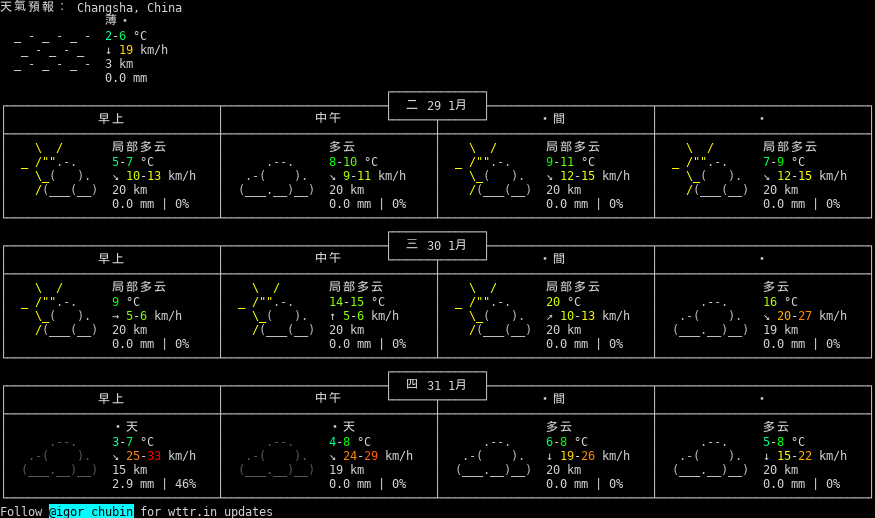 天氣預報： Changsha, China
薄・
2-6 °C
↓ 19 km/h
3 km
0.0 mm
二 29 1月
早上 中午 ・間 ・
局部多云 多云 局部多云 局部多云
5-7 °C 8-10 °C 9-11 °C 7-9 °C
↘ 10-13 km/h ↘ 9-11 km/h ↘ 12-15 km/h ↘ 12-15 km/h
20 km 20 km 20 km 20 km
0.0 mm | 0% 0.0 mm | 0% 0.0 mm | 0% 0.0 mm | 0%
三 30 1月
早上 中午 ・間 ・
局部多云 局部多云 局部多云 多云
9 °C 14-15 °C 20 °C 16 °C
→ 5-6 km/h ↑ 5-6 km/h ↗ 10-13 km/h ↘ 20-27 km/h
20 km 20 km 20 km 19 km
0.0 mm | 0% 0.0 mm | 0% 0.0 mm | 0% 0.0 mm | 0%
四 31 1月
早上 中午 ・間 ・
・天 ・天 多云 多云
3-7 °C 4-8 °C 6-8 °C 5-8 °C
↘ 25-33 km/h ↘ 24-29 km/h ↓ 19-26 km/h ↓ 15-22 km/h
15 km 19 km 20 km 20 km
2.9 mm | 46% 0.0 mm | 0% 0.0 mm | 0% 0.0 mm | 0%
Follow @igor_chubin for wttr.in updates